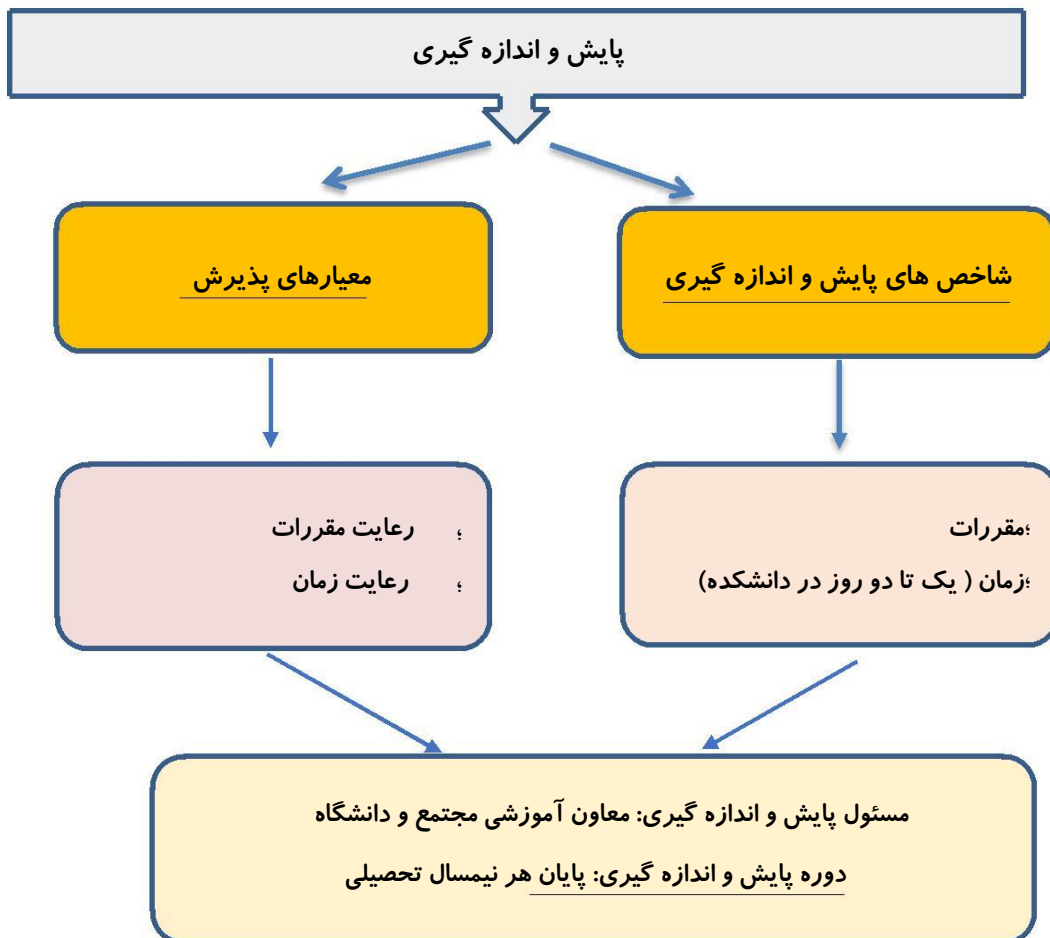 پایش و اندازه گیری
شاخص های پایش و اندازه گیری
معیارهای پذیرش
؛مقررات
؛زمان ( یک تا دو روز در دانشکده)
؛ رعایت مقررات
؛ رعایت زمان
مسئول پایش و اندازه گیری: معاون آموزشی مجتمع و دانشگاه
دوره پایش و اندازه گیری: پایان هر نیمسال تحصیلی